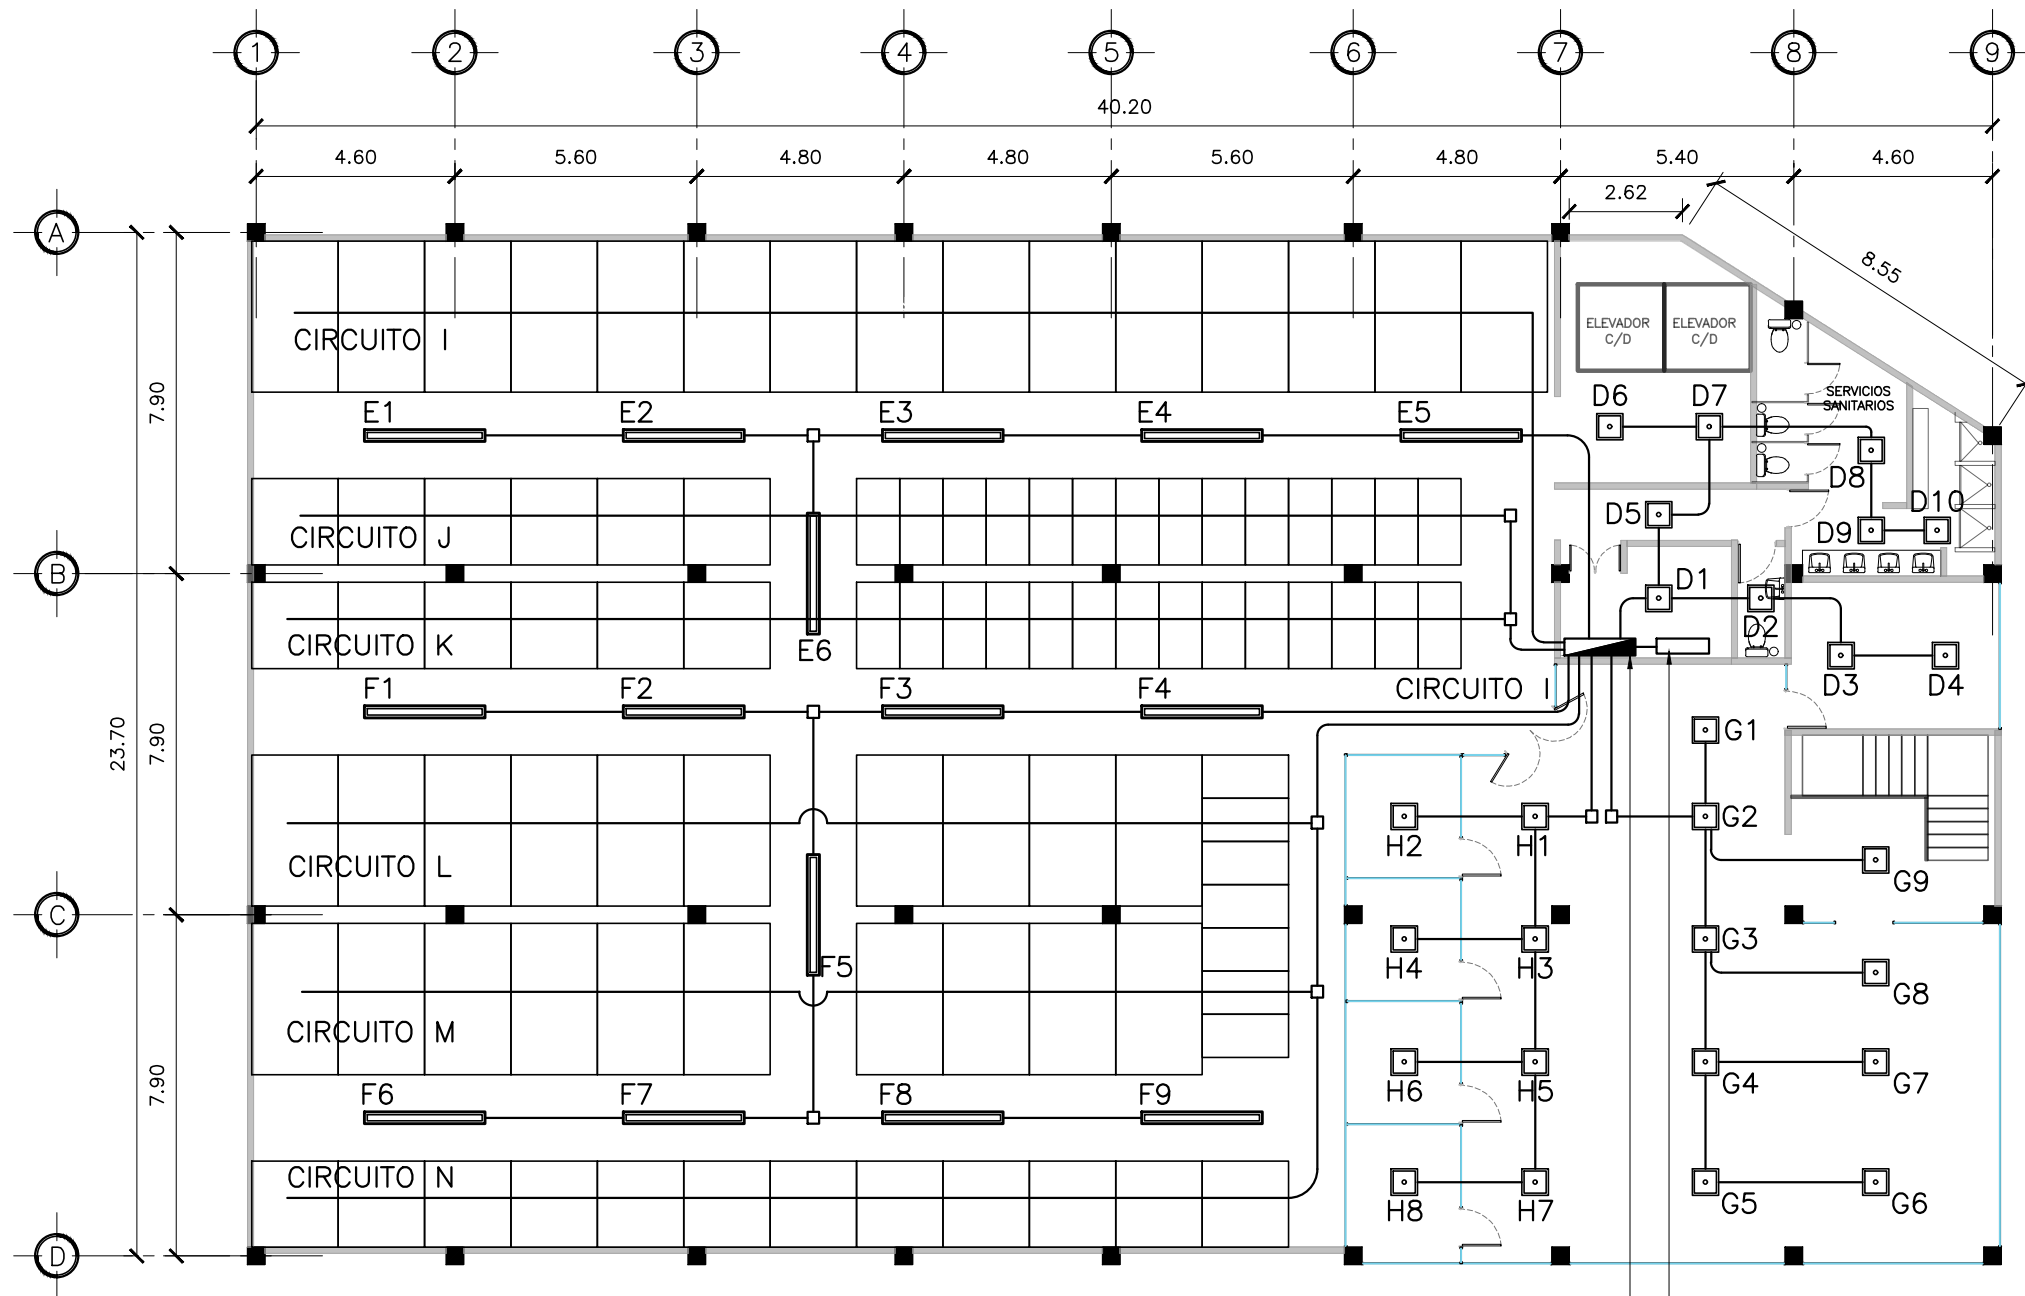 1 2 3 4 5 6 7 8 9
40.20
4.60 5.60 4.80 4.80 5.60 4.80 5.40 4.60
2.62
A
8.55
ELEVADOR
C/D
ELEVADOR
C/D
CIRCUITO I
7.90
SERVICIOS
SANITARIOS
E1 E2 E3 E4 E5 D6 D7
D8
D10
D5
D9
CIRCUITO J
B
D1
D2
CIRCUITO K
E6
F1 F2 F3 F4 CIRCUITO I D3 D4
23.70
7.90
G1
G2
H2 H1
CIRCUITO L
G9
C
G3
F5 H4 H3
G8
CIRCUITO M
7.90
H6 H5 G4 G7
F6 F7 F8 F9
CIRCUITO N
H8 H7 G5 G6
D